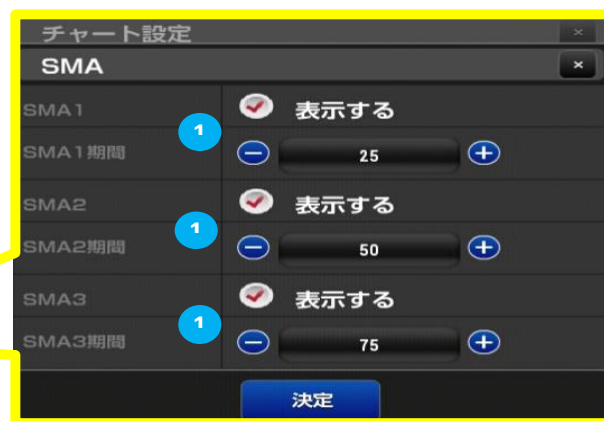 チャート設定 ×
SMA ×
SMA1 表示する
1
SMA1期間 25
SMA2 表示する
1
SMA2期間 50
SMA3 表示する
1
SMA3期間 75
決定